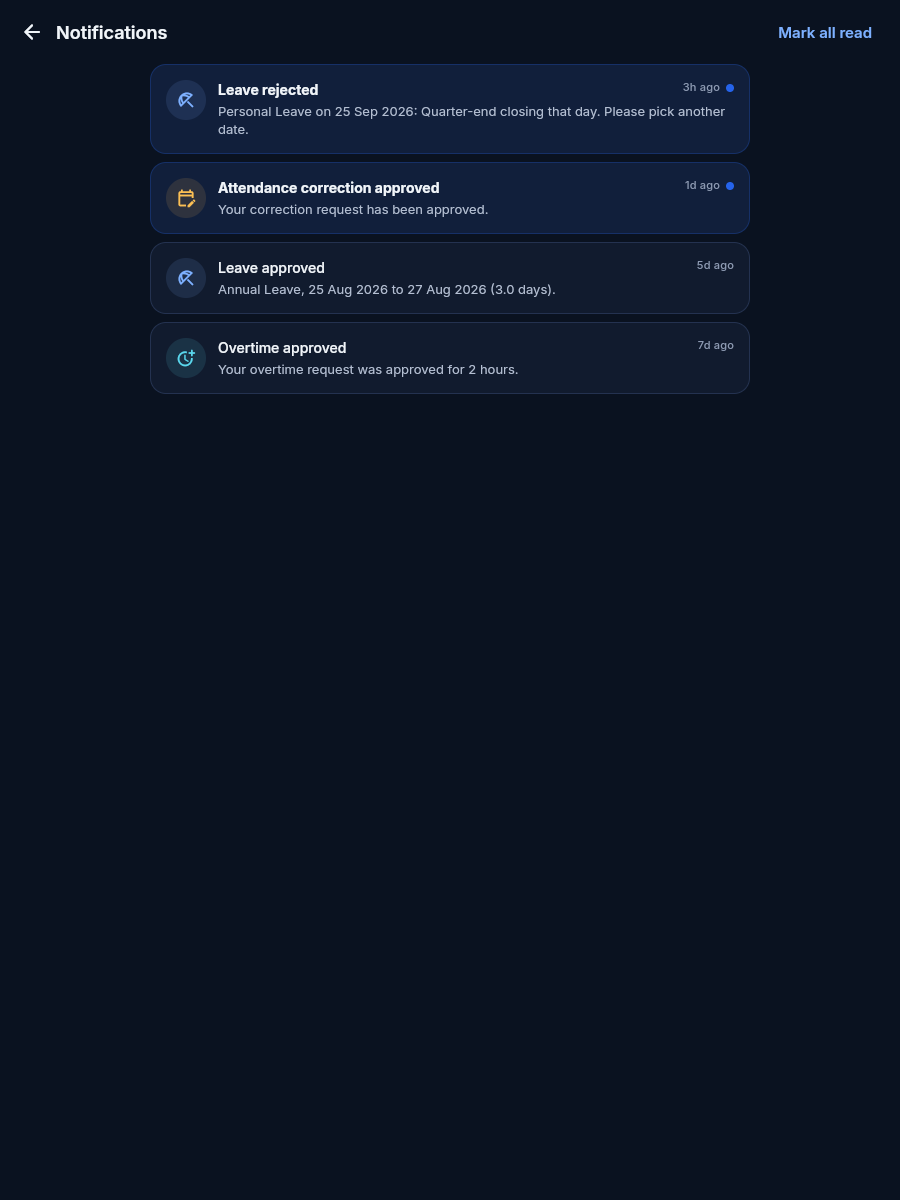 Notifications
Mark all read
Leave rejected
3h ago
Personal Leave on 25 Sep 2026: Quarter-end closing that day. Please pick another
date.
Attendance correction approved
1d ago
Your correction request has been approved.
Leave approved
5d ago
Annual Leave, 25 Aug 2026 to 27 Aug 2026 (3.0 days).
Overtime approved
7d ago
Your overtime request was approved for 2 hours.